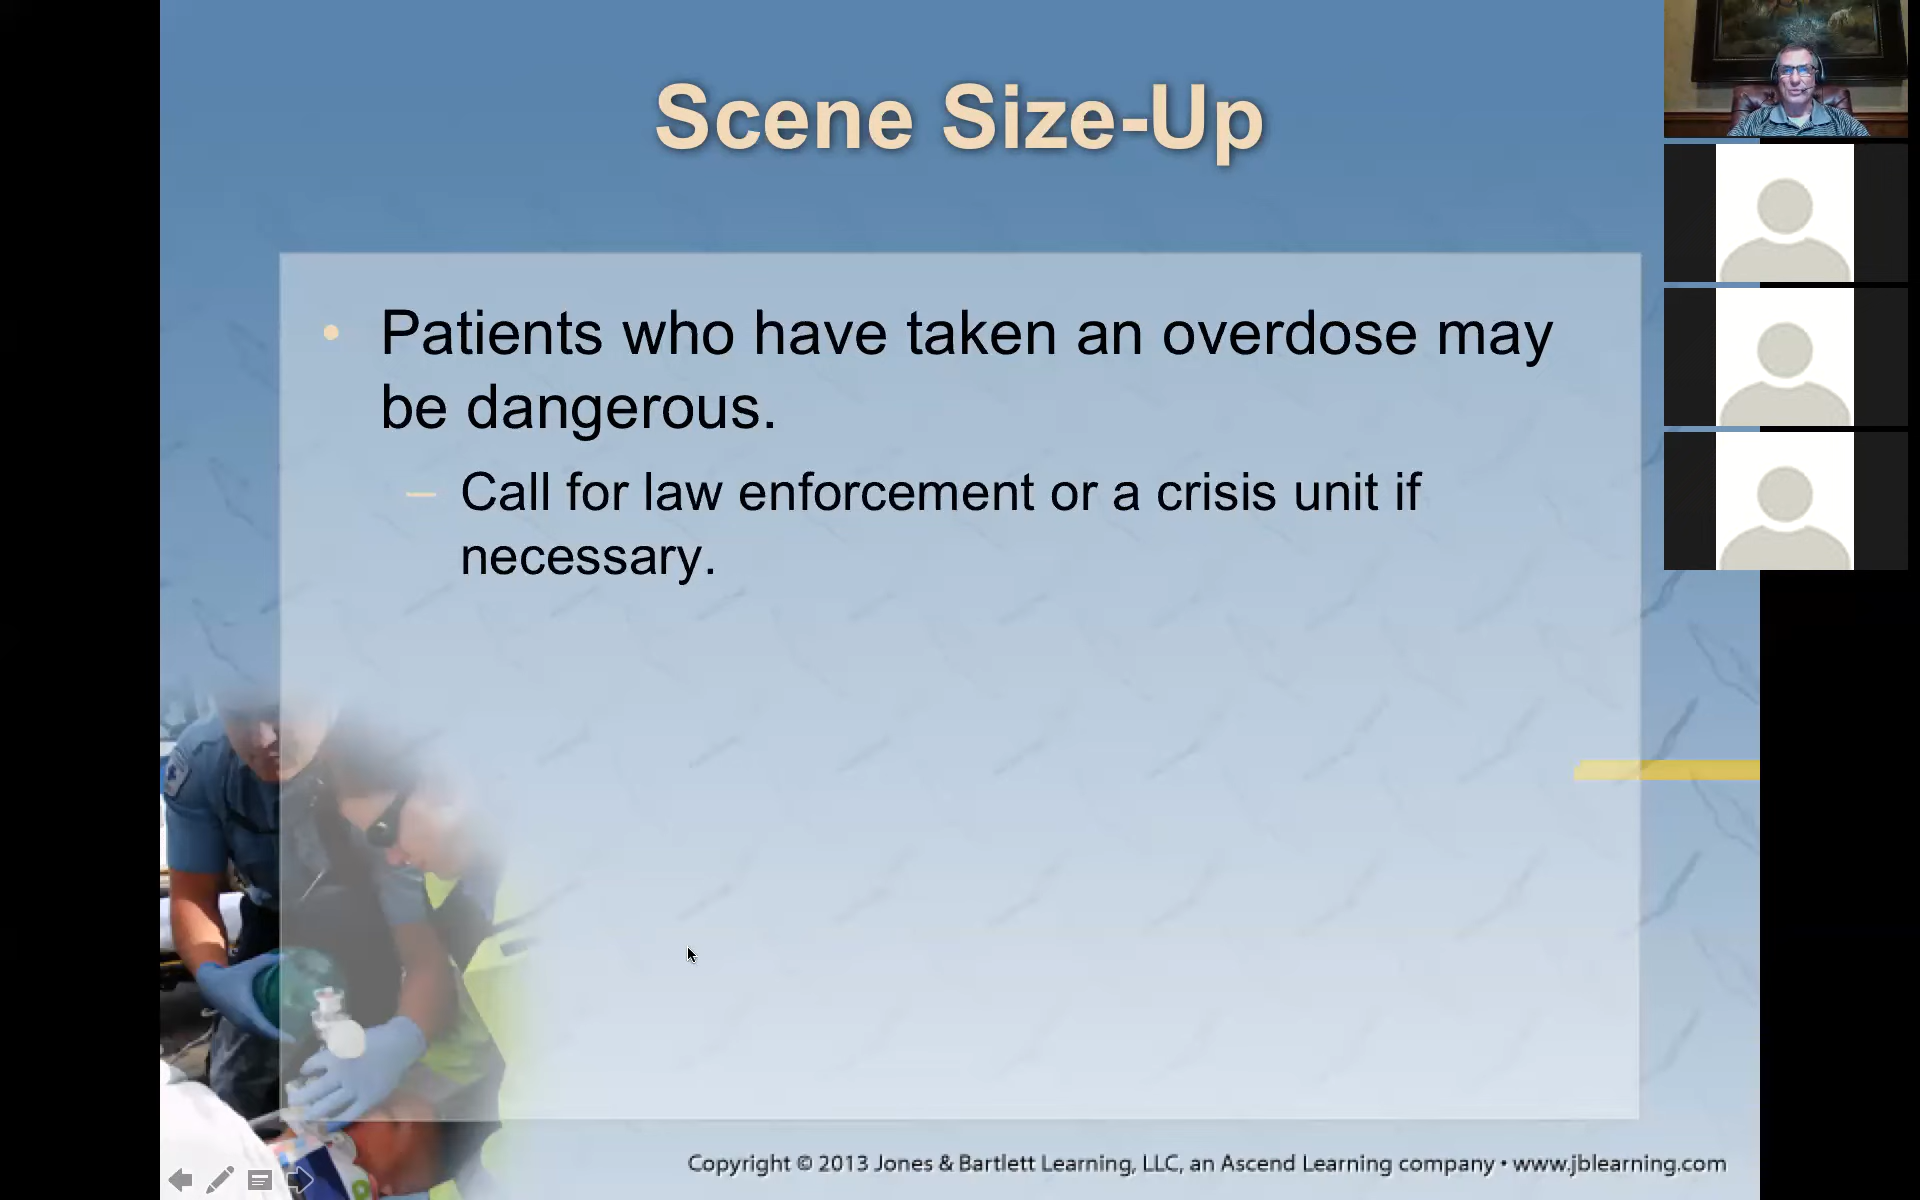 Scene Size-Up
• Patients who have taken an overdose may
be dangerous.
– Call for law enforcement or a crisis unit if
necessary.
Copyright © 2013 Jones & Bartlett Learning, LLC, an Ascend Learning company • www.jblearning.com